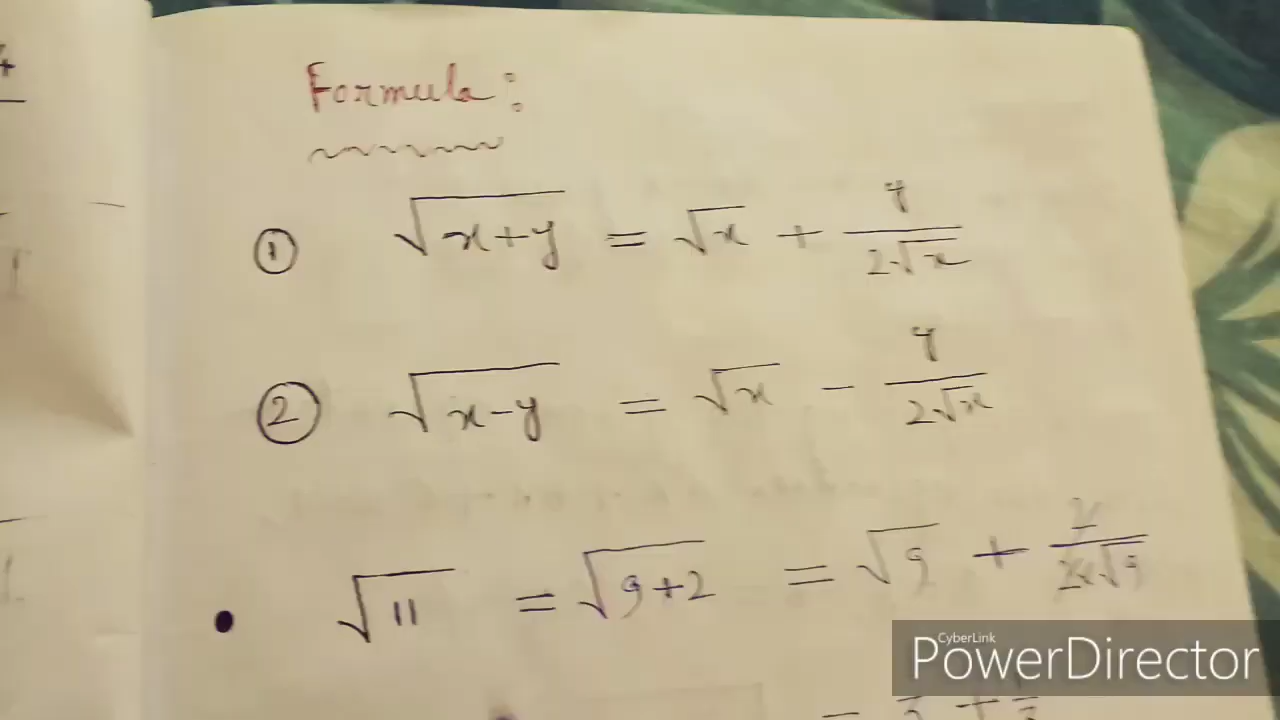 Formula :
① √(x+y) = √x + y/(2√x)
② √(x-y) = √x - y/(2√x)
• √11 = √(9+2) = √9 + 2/(2×√9)
CyberLink
PowerDirector